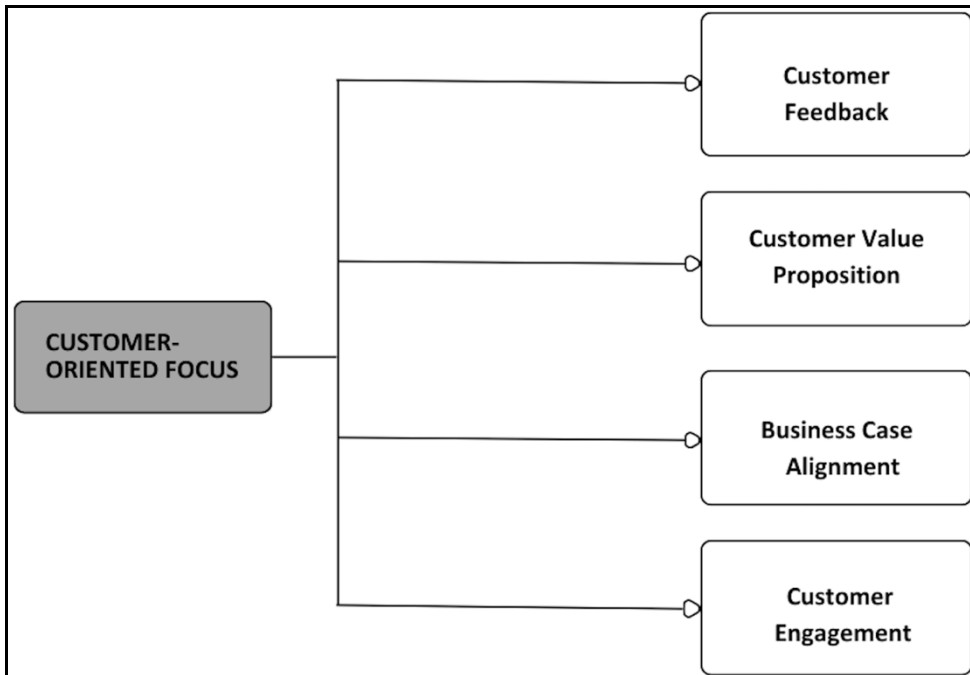 Customer
Feedback
Customer Value
Proposition
CUSTOMER-
ORIENTED FOCUS
Business Case
Alignment
Customer
Engagement